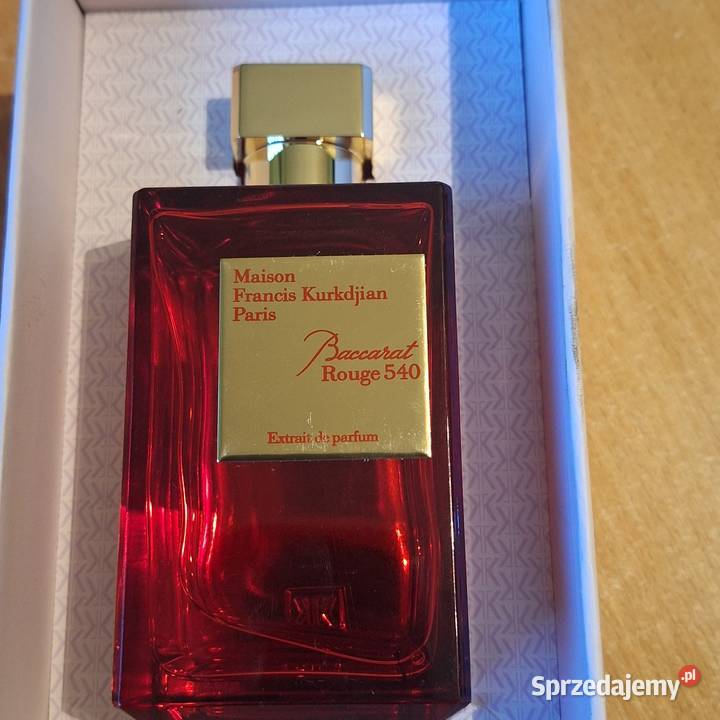 Maison
Francis Kurkdjian
Paris
Baccarat
Rouge 540
Extrait de parfum
Sprzedajemy.pl